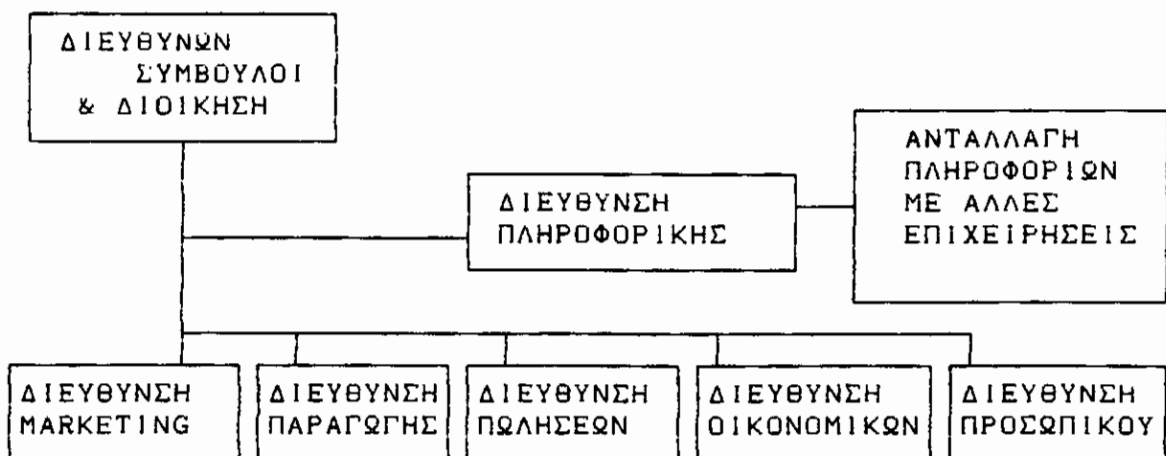 ΔΙΕΥΘΥΝΩΝ
ΣΥΜΒΟΥΛΟΙ
& ΔΙΟΙΚΗΣΗ
ΑΝΤΑΛΛΑΓΗ
ΠΛΗΡΟΦΟΡΙΩΝ
ΜΕ ΑΛΛΕΣ
ΕΠΙΧΕΙΡΗΣΕΙΣ
ΔΙΕΥΘΥΝΣΗ
ΠΛΗΡΟΦΟΡΙΚΗΣ
ΔΙΕΥΘΥΝΣΗ
MARKETING
ΔΙΕΥΘΥΝΣΗ
ΠΑΡΑΓΩΓΗΣ
ΔΙΕΥΘΥΝΣΗ
ΠΩΛΗΣΕΩΝ
ΔΙΕΥΘΥΝΣΗ
ΟΙΚΟΝΟΜΙΚΩΝ
ΔΙΕΥΘΥΝΣΗ
ΠΡΟΣΩΠΙΚΟΥ